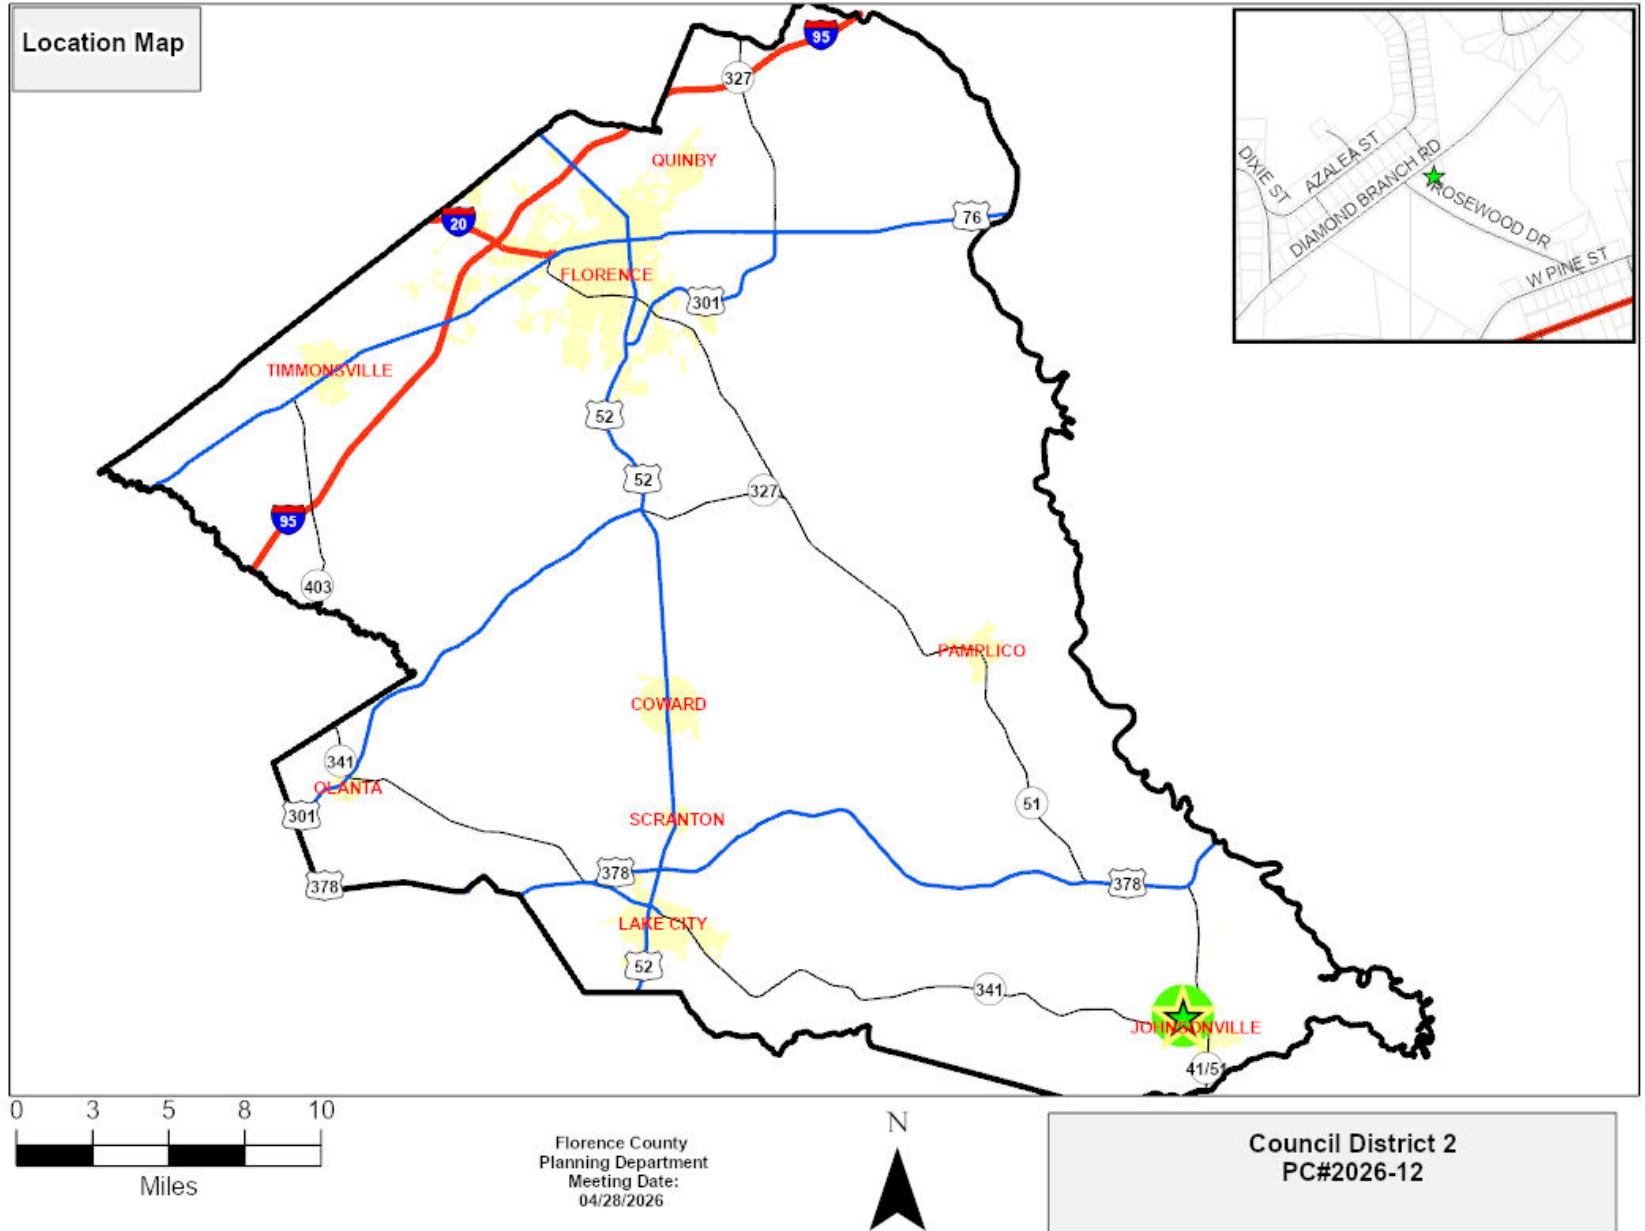 Location Map
95
327
QUINBY
20
76
FLORENCE
301
TIMMONSVILLE
52
52
327
95
403
PAMPLICO
COWARD
341
OLANTA
301
51
SCRANTON
378
378
378
LAKE CITY
52
341
JOHNSONVILLE
41/51
DIXIE ST
AZALEA ST
DIAMOND BRANCH RD
ROSEWOOD DR
W PINE ST
0 3 5 8 10
Miles
Florence County
Planning Department
Meeting Date:
04/28/2026
N
Council District 2
PC#2026-12